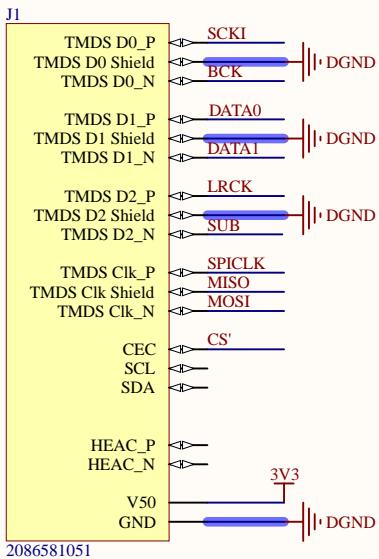 J1
TMDS D0_P SCKI
TMDS D0 Shield DGND
TMDS D0_N BCK
TMDS D1_P DATA0
TMDS D1 Shield DGND
TMDS D1_N DATA1
TMDS D2_P LRCK
TMDS D2 Shield DGND
TMDS D2_N SUB
TMDS Clk_P SPICLK
TMDS Clk Shield MISO
TMDS Clk_N MOSI
CEC CS'
SCL
SDA
HEAC_P
HEAC_N
3V3
V50
GND DGND
2086581051